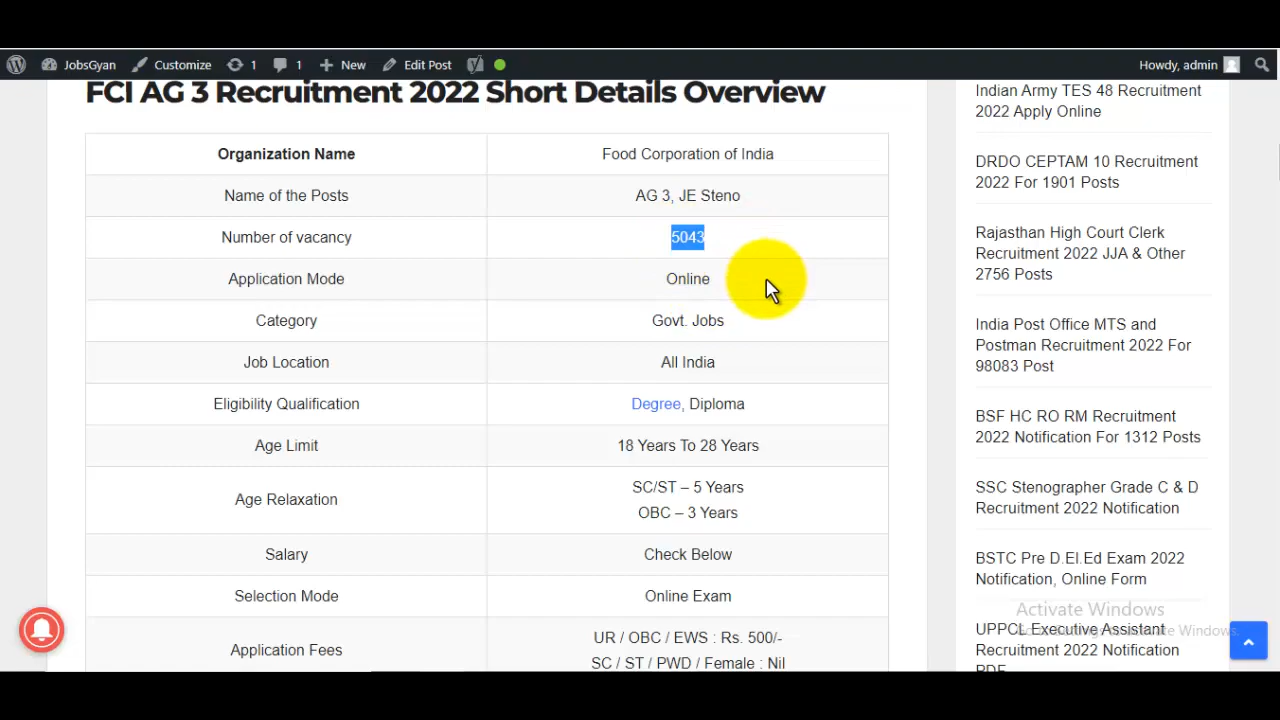 JobsGyan Customize 1 1 New Edit Post Howdy, admin
FCI AG 3 Recruitment 2022 Short Details Overview
Organization Name Food Corporation of India
Name of the Posts AG 3, JE Steno
Number of vacancy 5043
Application Mode Online
Category Govt. Jobs
Job Location All India
Eligibility Qualification Degree, Diploma
Age Limit 18 Years To 28 Years
Age Relaxation SC/ST – 5 Years
OBC – 3 Years
Salary Check Below
Selection Mode Online Exam
Application Fees UR / OBC / EWS : Rs. 500/-
SC / ST / PWD / Female : Nil
Indian Army TES 48 Recruitment
2022 Apply Online
DRDO CEPTAM 10 Recruitment
2022 For 1901 Posts
Rajasthan High Court Clerk
Recruitment 2022 JJA & Other
2756 Posts
India Post Office MTS and
Postman Recruitment 2022 For
98083 Post
BSF HC RO RM Recruitment
2022 Notification For 1312 Posts
SSC Stenographer Grade C & D
Recruitment 2022 Notification
BSTC Pre D.El.Ed Exam 2022
Notification, Online Form
Activate Windows
Go to Settings to activate Windows.
UPPCL Executive Assistant
Recruitment 2022 Notification
PDF